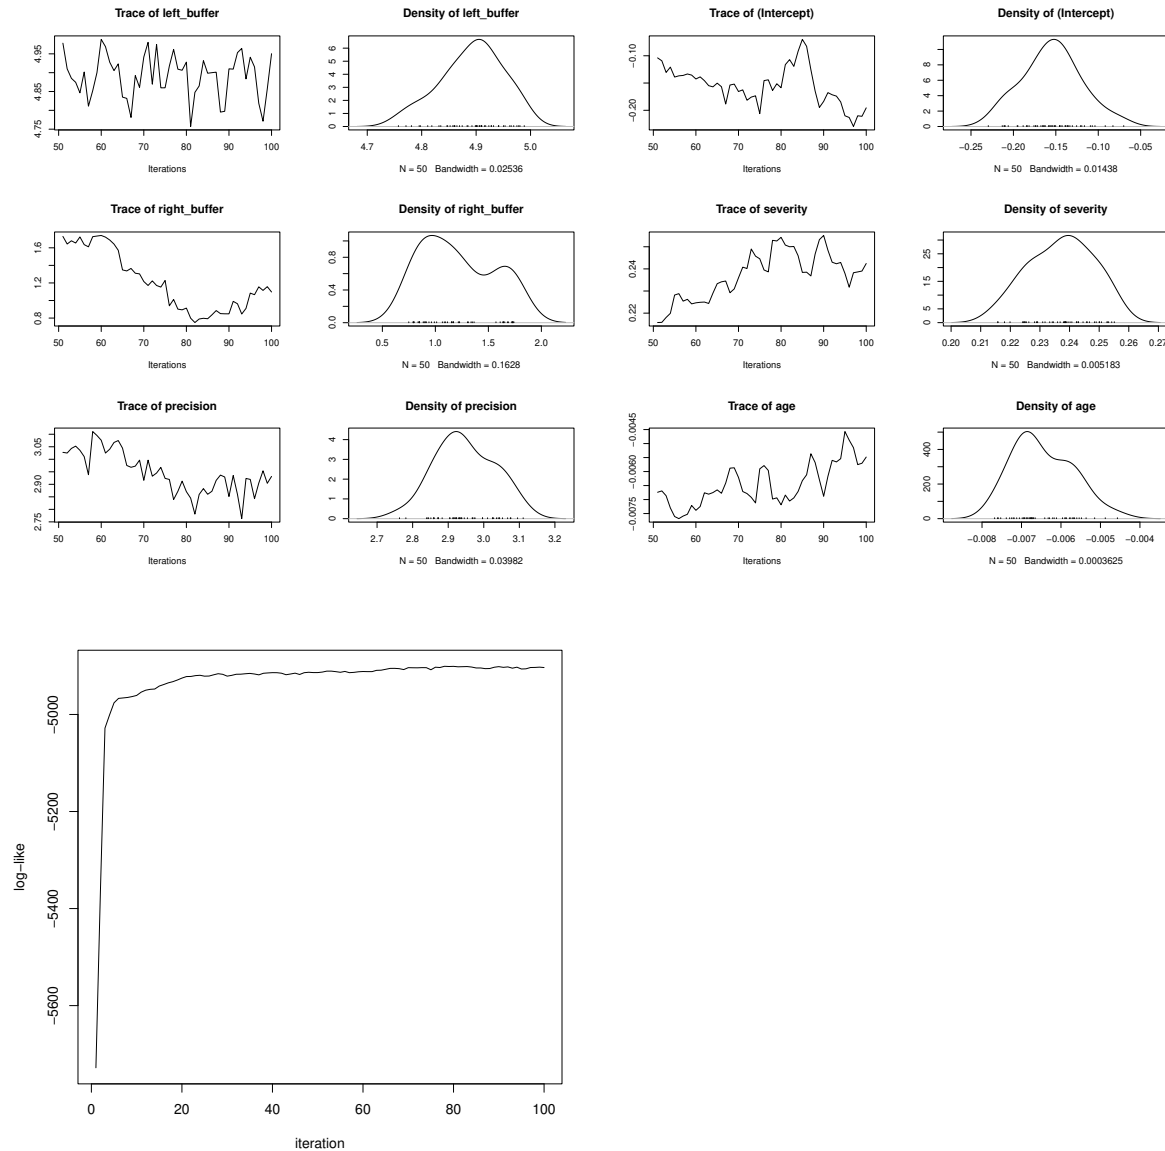 Trace of left_buffer
4.75 4.85 4.95
50 60 70 80 90 100
Iterations
Density of left_buffer
0 1 2 3 4 5 6
4.7 4.8 4.9 5.0
N = 50 Bandwidth = 0.02536
Trace of (Intercept)
−0.20 −0.10
50 60 70 80 90 100
Iterations
Density of (Intercept)
0 2 4 6 8
−0.25 −0.20 −0.15 −0.10 −0.05
N = 50 Bandwidth = 0.01438
Trace of right_buffer
0.8 1.2 1.6
50 60 70 80 90 100
Iterations
Density of right_buffer
0.0 0.4 0.8
0.5 1.0 1.5 2.0
N = 50 Bandwidth = 0.1628
Trace of severity
0.22 0.24
50 60 70 80 90 100
Iterations
Density of severity
0 5 15 25
0.20 0.21 0.22 0.23 0.24 0.25 0.26 0.27
N = 50 Bandwidth = 0.005183
Trace of precision
2.75 2.90 3.05
50 60 70 80 90 100
Iterations
Density of precision
0 1 2 3 4
2.7 2.8 2.9 3.0 3.1 3.2
N = 50 Bandwidth = 0.03982
Trace of age
−0.0075 −0.0060 −0.0045
50 60 70 80 90 100
Iterations
Density of age
0 200 400
−0.008 −0.007 −0.006 −0.005 −0.004
N = 50 Bandwidth = 0.0003625
log−like
−5600 −5400 −5200 −5000
0 20 40 60 80 100
iteration